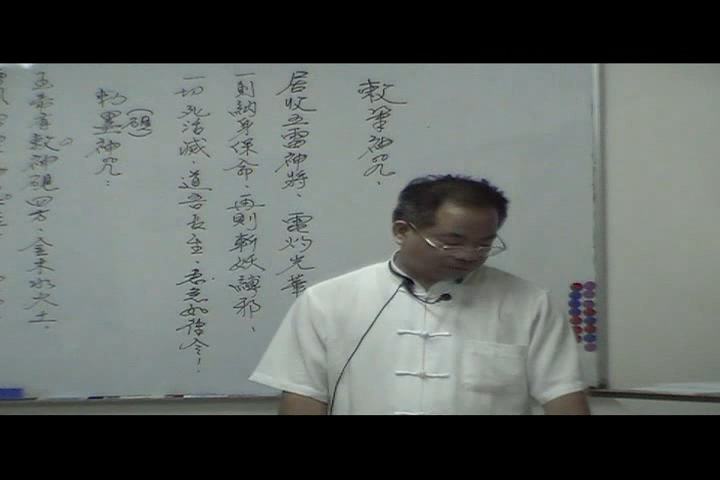 敕筆神咒:
居收五雷神將、電灼光華
一則納身保命、再則斬妖縛邪、
一切死活滅、道吾長生、急急如律令!
勅墨(硯)神咒:
玉帝有敕神硯四方、金木水火土、